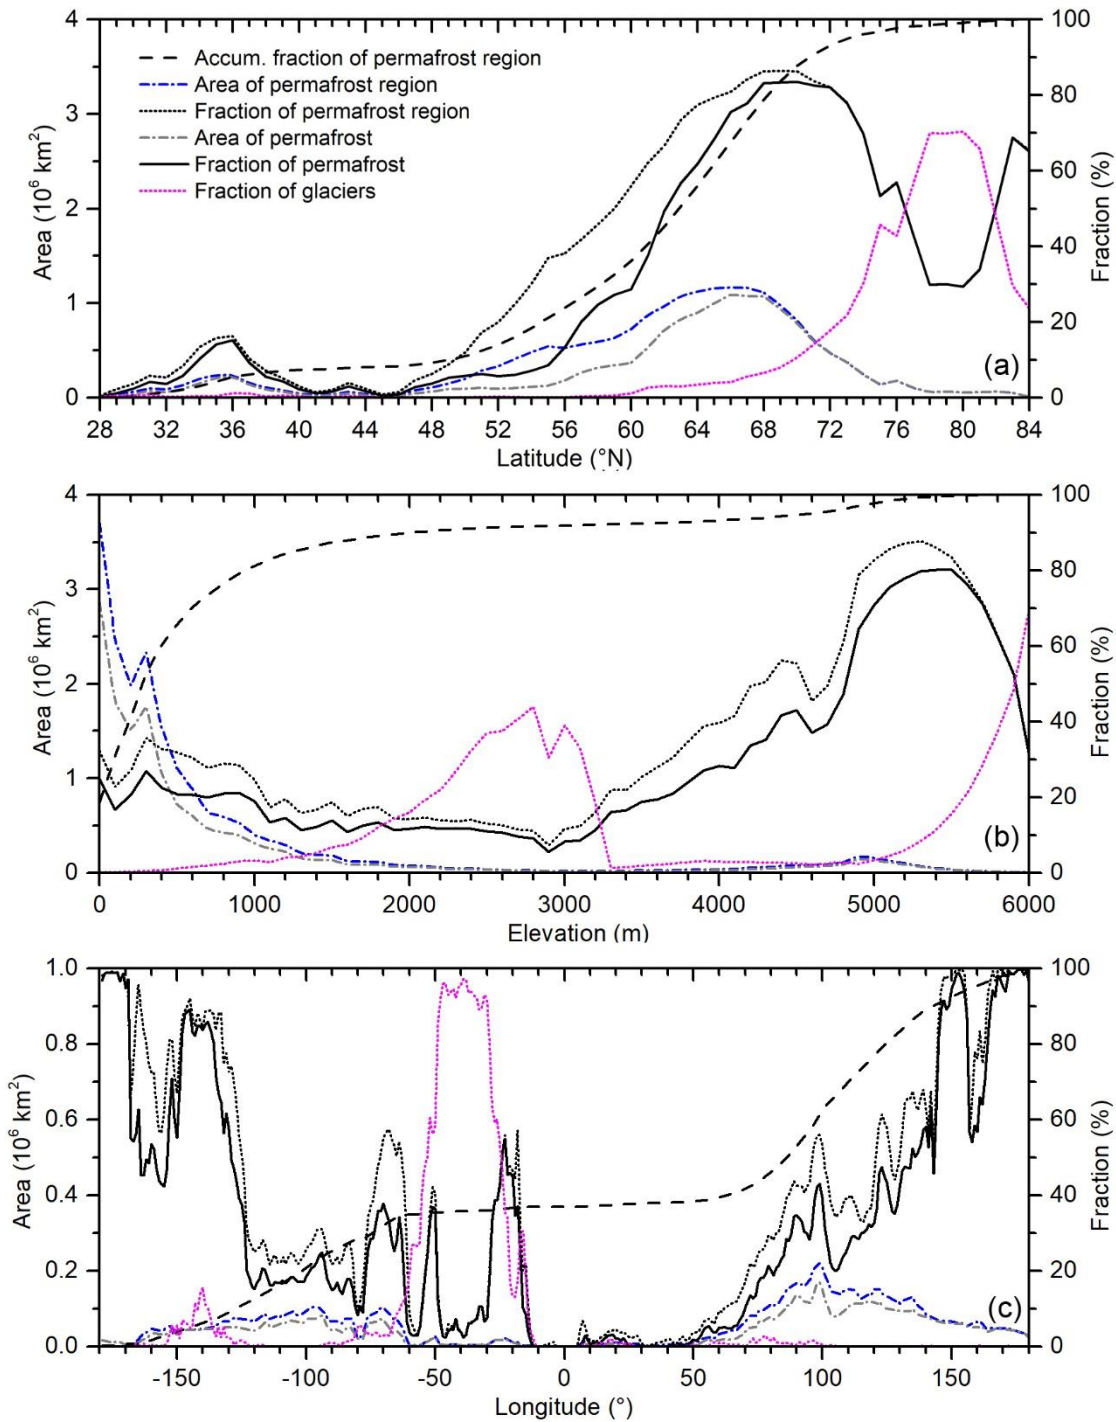 4
3
2
1
0
Area (10⁶ km²)
Accum. fraction of permafrost region
Area of permafrost region
Fraction of permafrost region
Area of permafrost
Fraction of permafrost
Fraction of glaciers
100
80
60
40
20
0
Fraction (%)
(a)
28 32 36 40 44 48 52 56 60 64 68 72 76 80 84
Latitude (°N)
4
3
2
1
0
Area (10⁶ km²)
100
80
60
40
20
0
Fraction (%)
(b)
0 1000 2000 3000 4000 5000 6000
Elevation (m)
1.0
0.8
0.6
0.4
0.2
0.0
Area (10⁶ km²)
100
80
60
40
20
0
Fraction (%)
(c)
-150 -100 -50 0 50 100 150
Longitude (°)